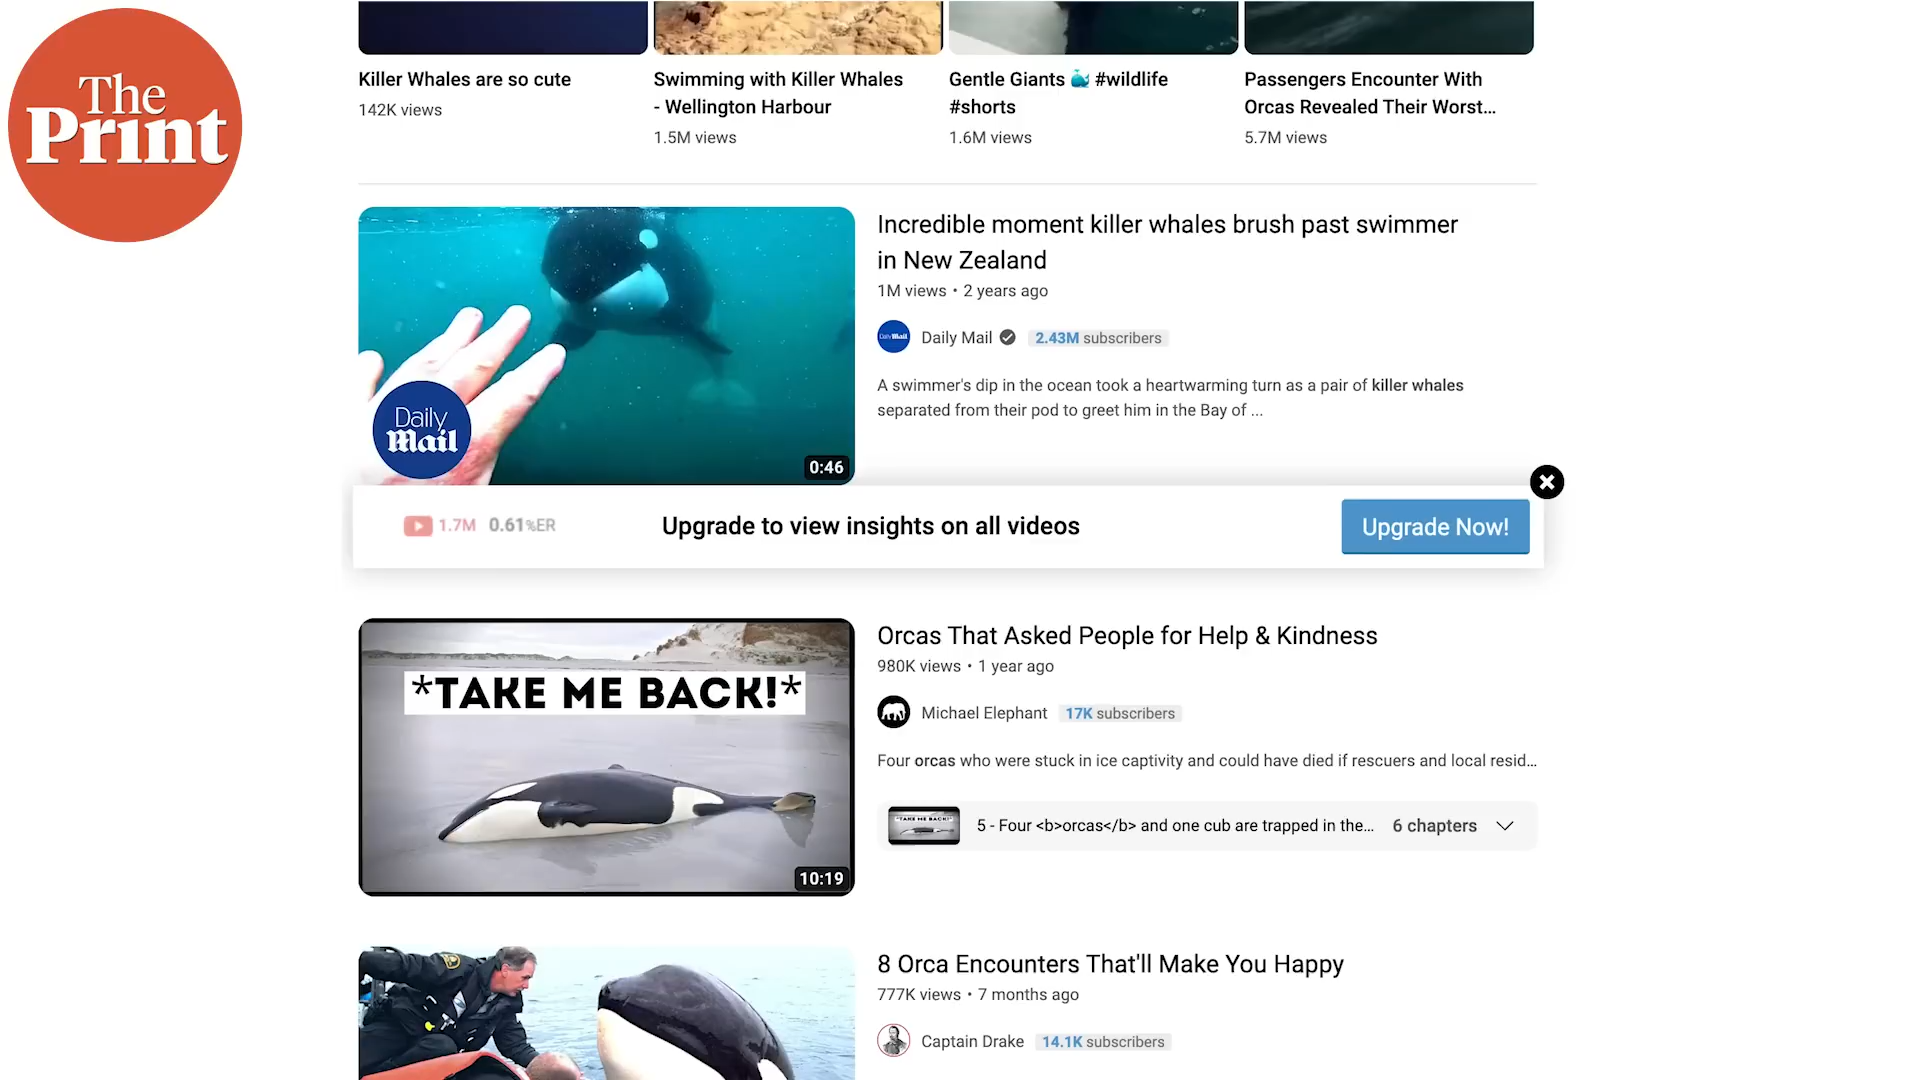 The
Print
Killer Whales are so cute
142K views
Swimming with Killer Whales
- Wellington Harbour
1.5M views
Gentle Giants 🐳 #wildlife
#shorts
1.6M views
Passengers Encounter With
Orcas Revealed Their Worst...
5.7M views
Daily
Mail
0:46
Incredible moment killer whales brush past swimmer
in New Zealand
1M views • 2 years ago
Daily Mail
Daily Mail 2.43M subscribers
A swimmer's dip in the ocean took a heartwarming turn as a pair of killer whales
separated from their pod to greet him in the Bay of ...
1.7M 0.61%ER
Upgrade to view insights on all videos
Upgrade Now!
*TAKE ME BACK!*
10:19
Orcas That Asked People for Help & Kindness
980K views • 1 year ago
Michael Elephant 17K subscribers
Four orcas who were stuck in ice captivity and could have died if rescuers and local resid...
*TAKE ME BACK!*
5 - Four <b>orcas</b> and one cub are trapped in the... 6 chapters
8 Orca Encounters That'll Make You Happy
777K views • 7 months ago
Captain Drake 14.1K subscribers